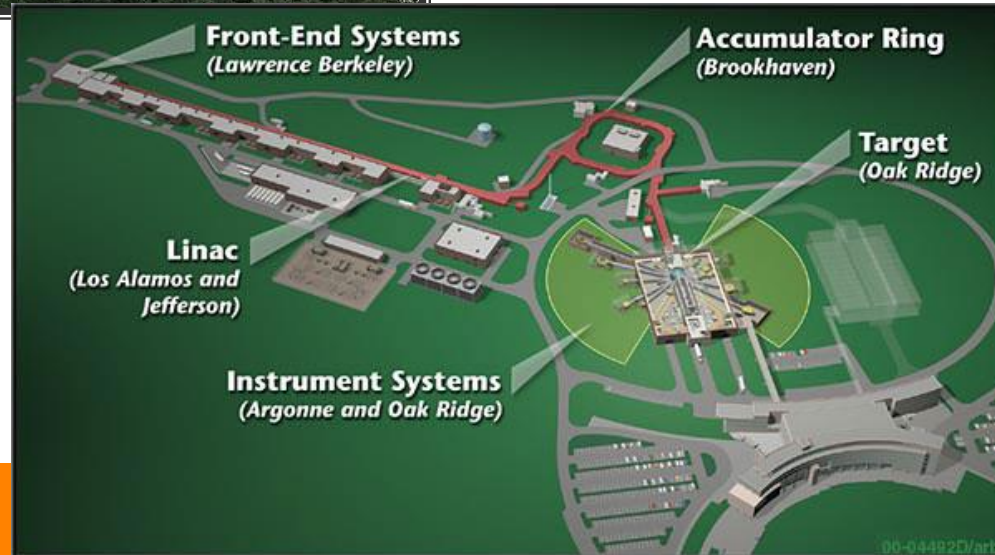 Front-End Systems
(Lawrence Berkeley)
Accumulator Ring
(Brookhaven)
Target
(Oak Ridge)
Linac
(Los Alamos and
Jefferson)
Instrument Systems
(Argonne and Oak Ridge)
00-04492D/arb